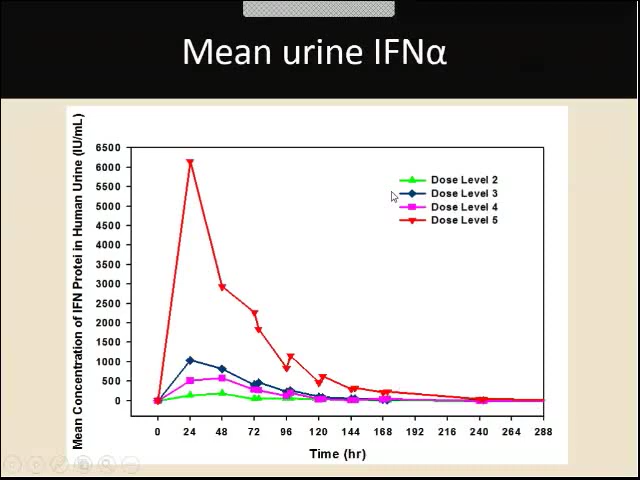 Mean urine IFNα
Mean Concentration of IFN Protei in Human Urine (IU/mL)
6500
6000
5500
5000
4500
4000
3500
3000
2500
2000
1500
1000
500
0
Dose Level 2
Dose Level 3
Dose Level 4
Dose Level 5
0 24 48 72 96 120 144 168 192 216 240 264 288
Time (hr)